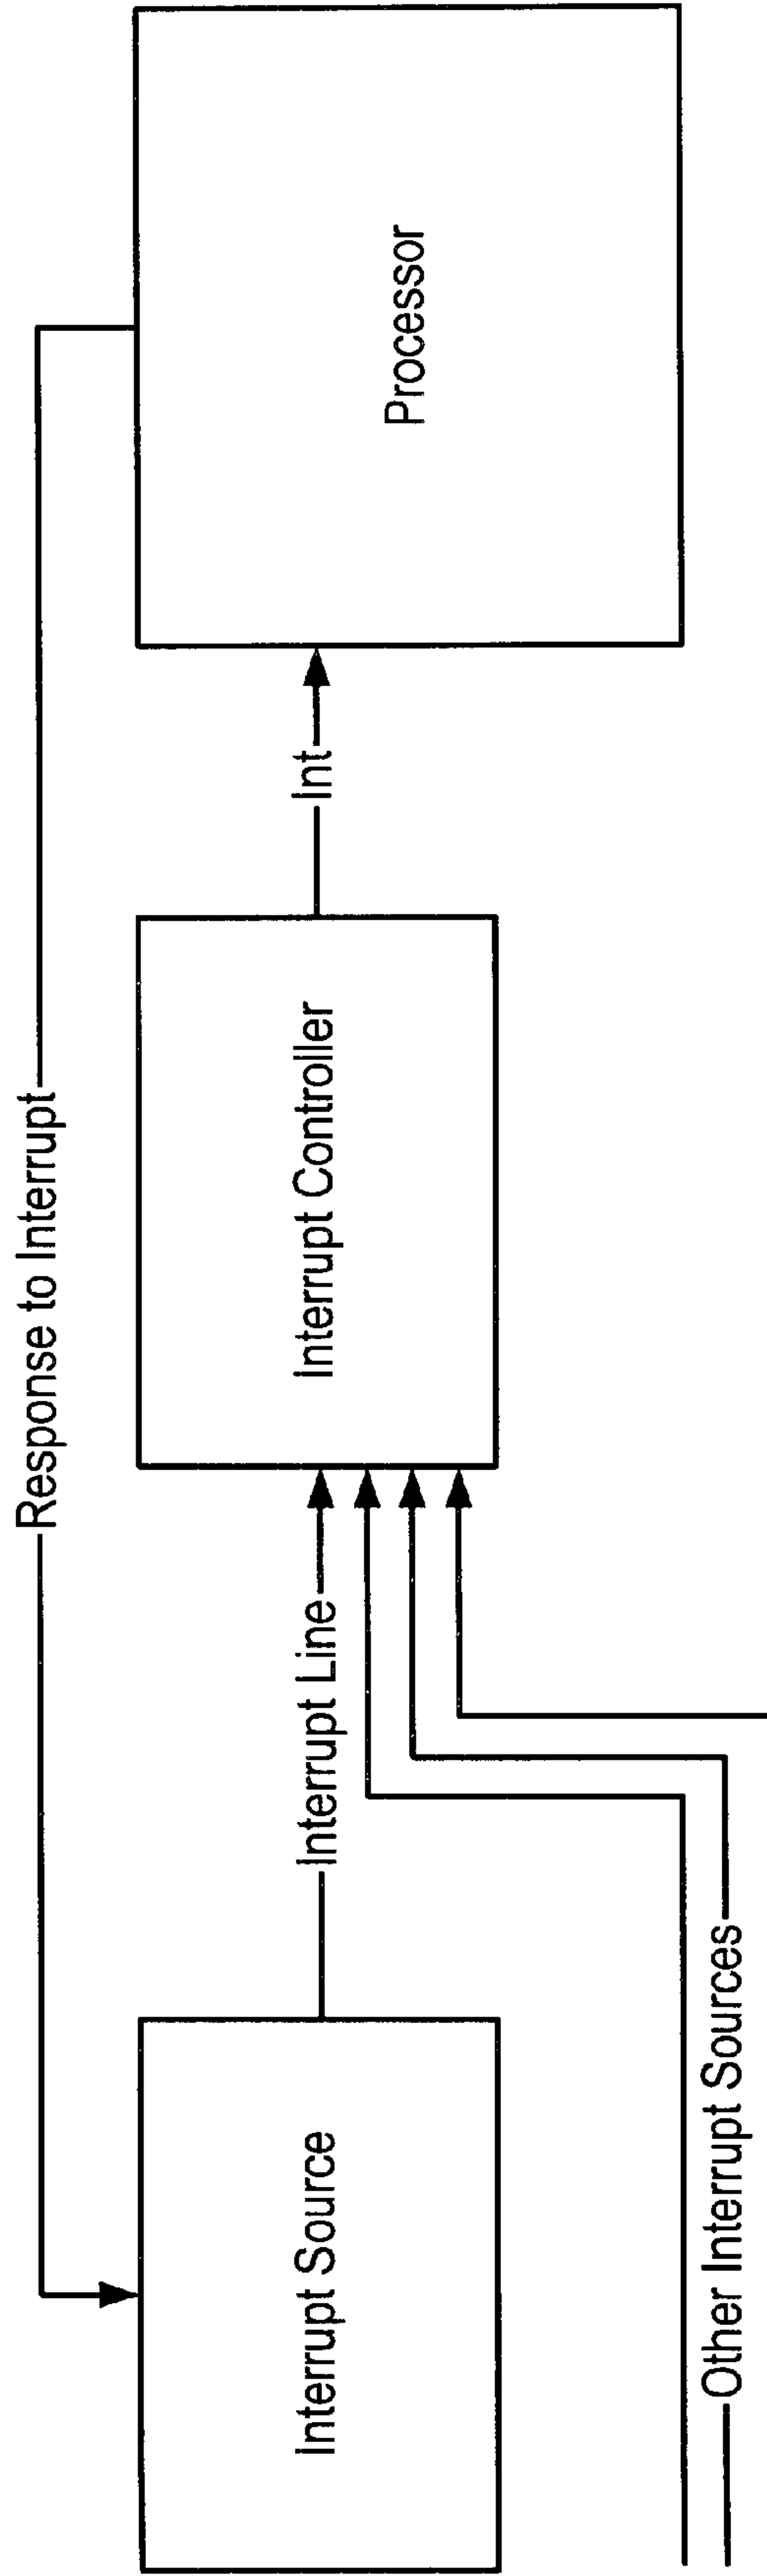 Response to Interrupt
Interrupt Source
Interrupt Line
Interrupt Controller
Int
Processor
Other Interrupt Sources